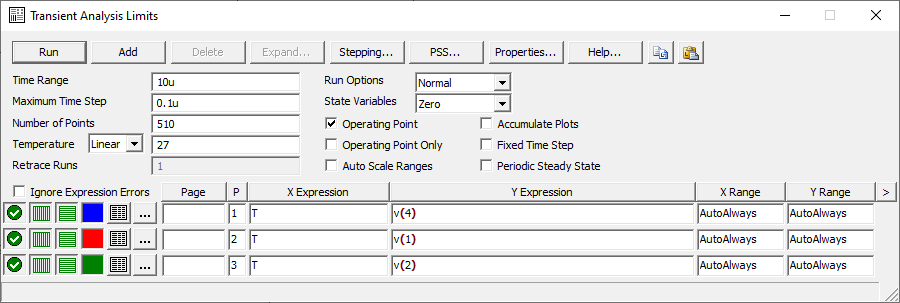 Transient Analysis Limits
Run Add Delete Expand... Stepping... PSS... Properties... Help...
Time Range 10u Run Options Normal
Maximum Time Step 0.1u State Variables Zero
Number of Points 510 Operating Point Accumulate Plots
Temperature Linear 27 Operating Point Only Fixed Time Step
Retrace Runs 1 Auto Scale Ranges Periodic Steady State
Ignore Expression Errors Page P X Expression Y Expression X Range Y Range >
... 1 T v(4) AutoAlways AutoAlways
... 2 T v(1) AutoAlways AutoAlways
... 3 T v(2) AutoAlways AutoAlways